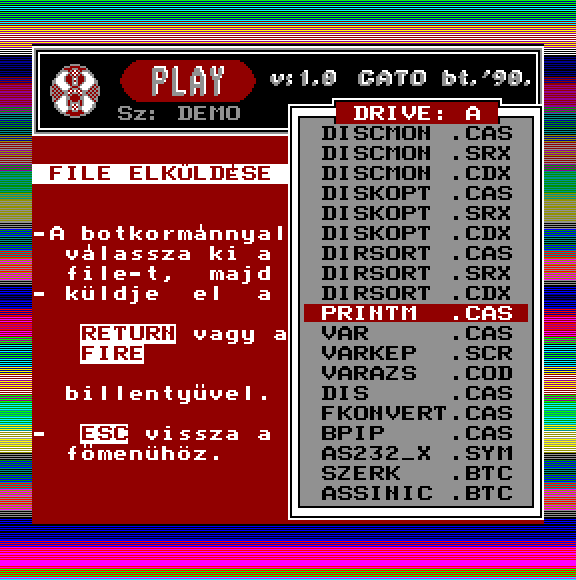 PLAY v:1.0 GATO bt.'90.
Sz: DEMO
FILE ELKÜLDÉSE
-A botkormánnyal
válassza ki a
file-t, majd
- küldje el a
RETURN vagy a
FIRE
billentyüvel.
- ESC vissza a
fömenühöz.
DRIVE: A
DISCMON .CAS
DISCMON .SRX
DISCMON .CDX
DISKOPT .CAS
DISKOPT .SRX
DISKOPT .CDX
DIRSORT .CAS
DIRSORT .SRX
DIRSORT .CDX
PRINTM .CAS
VAR .CAS
VARKEP .SCR
VARAZS .COD
DIS .CAS
FKONVERT.CAS
BPIP .CAS
AS232_X .SYM
SZERK .BTC
ASSINIC .BTC